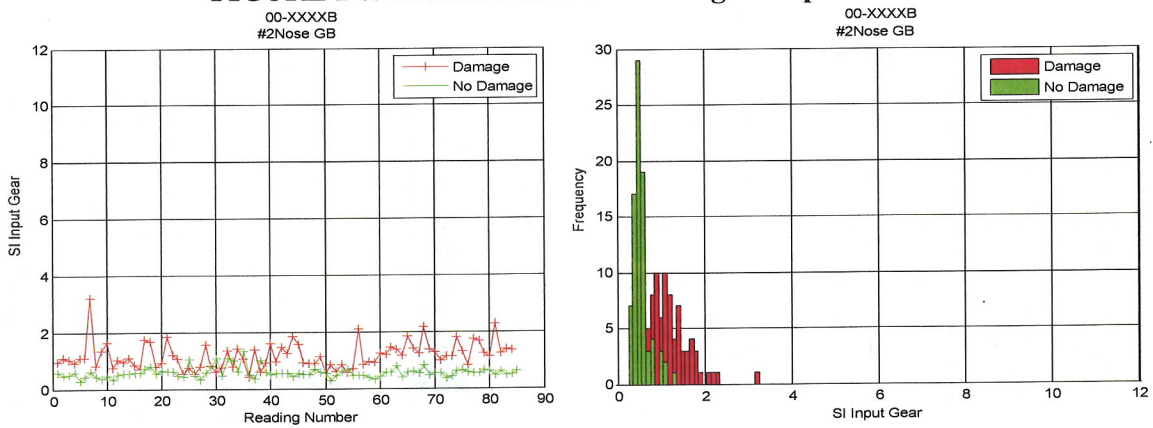 00-XXXXB
#2Nose GB
12
10
8
6
4
2
0
SI Input Gear
Damage
No Damage
0 10 20 30 40 50 60 70 80 90
Reading Number
00-XXXXB
#2Nose GB
30
25
20
15
10
5
0
Frequency
Damage
No Damage
0 2 4 6 8 10 12
SI Input Gear